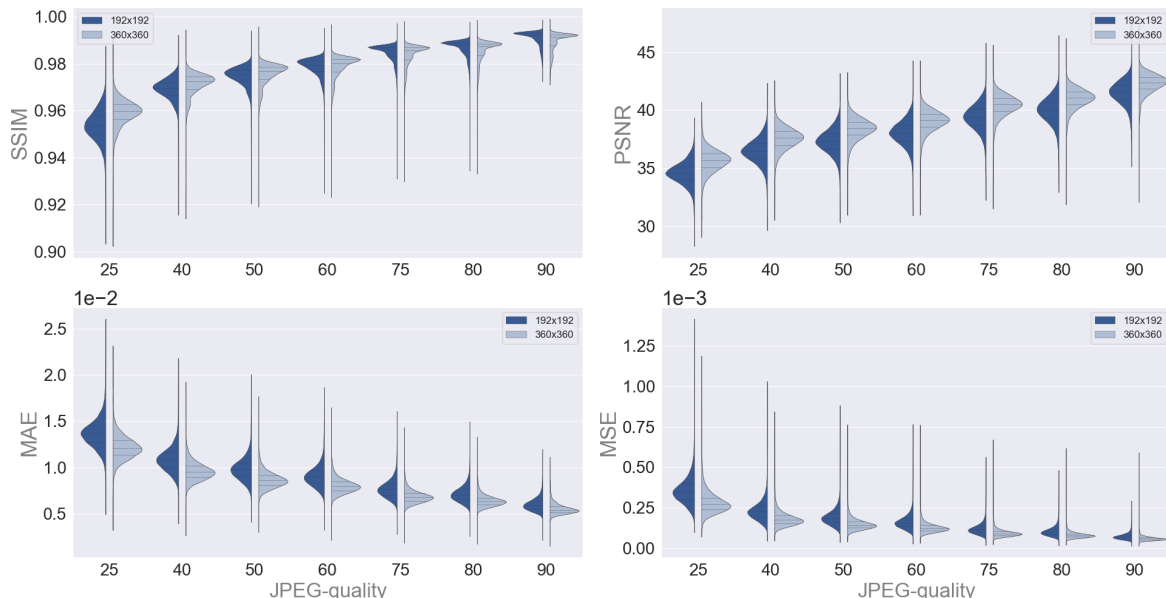 1.00
0.98
0.96
0.94
0.92
0.90
SSIM
192x192
360x360
25 40 50 60 75 80 90
45
40
35
30
PSNR
192x192
360x360
25 40 50 60 75 80 90
1e−2
2.5
2.0
1.5
1.0
0.5
MAE
192x192
360x360
25 40 50 60 75 80 90
JPEG-quality
1e−3
1.25
1.00
0.75
0.50
0.25
0.00
MSE
192x192
360x360
25 40 50 60 75 80 90
JPEG-quality